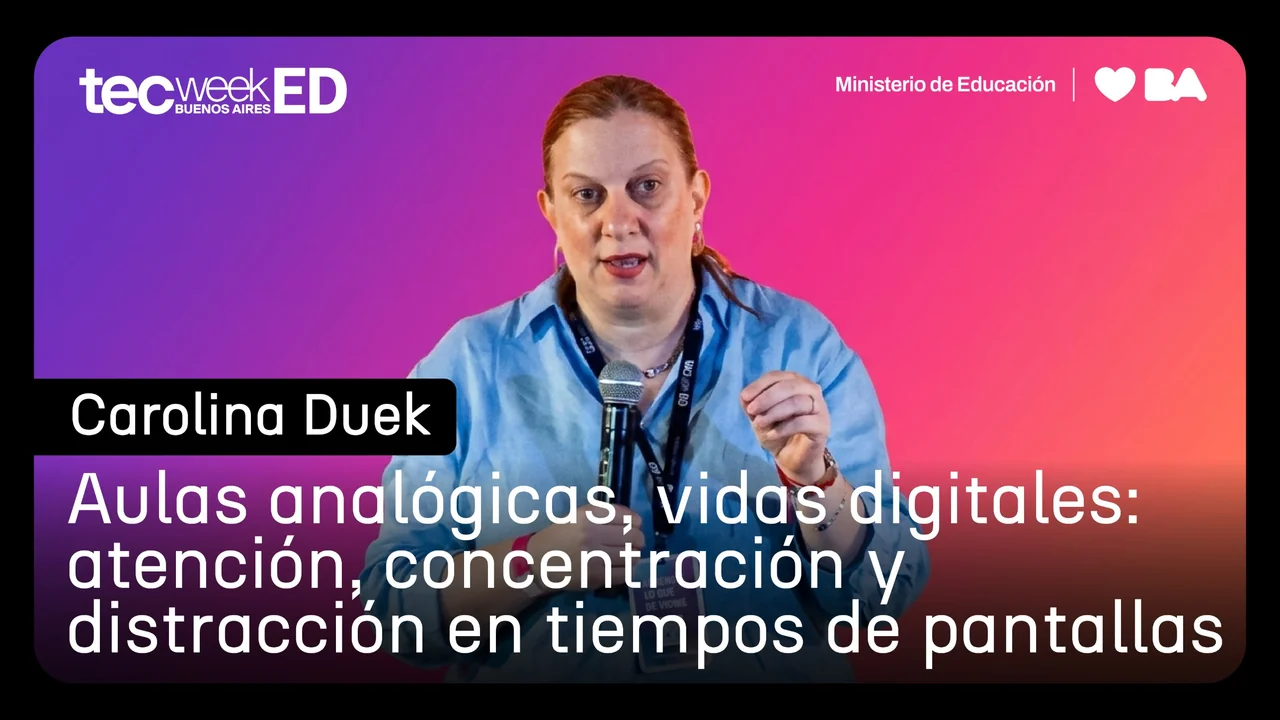 tecweekED
BUENOS AIRES
Ministerio de Educación
BA
Carolina Duek
Aulas analógicas, vidas digitales:
atención, concentración y
distracción en tiempos de pantallas